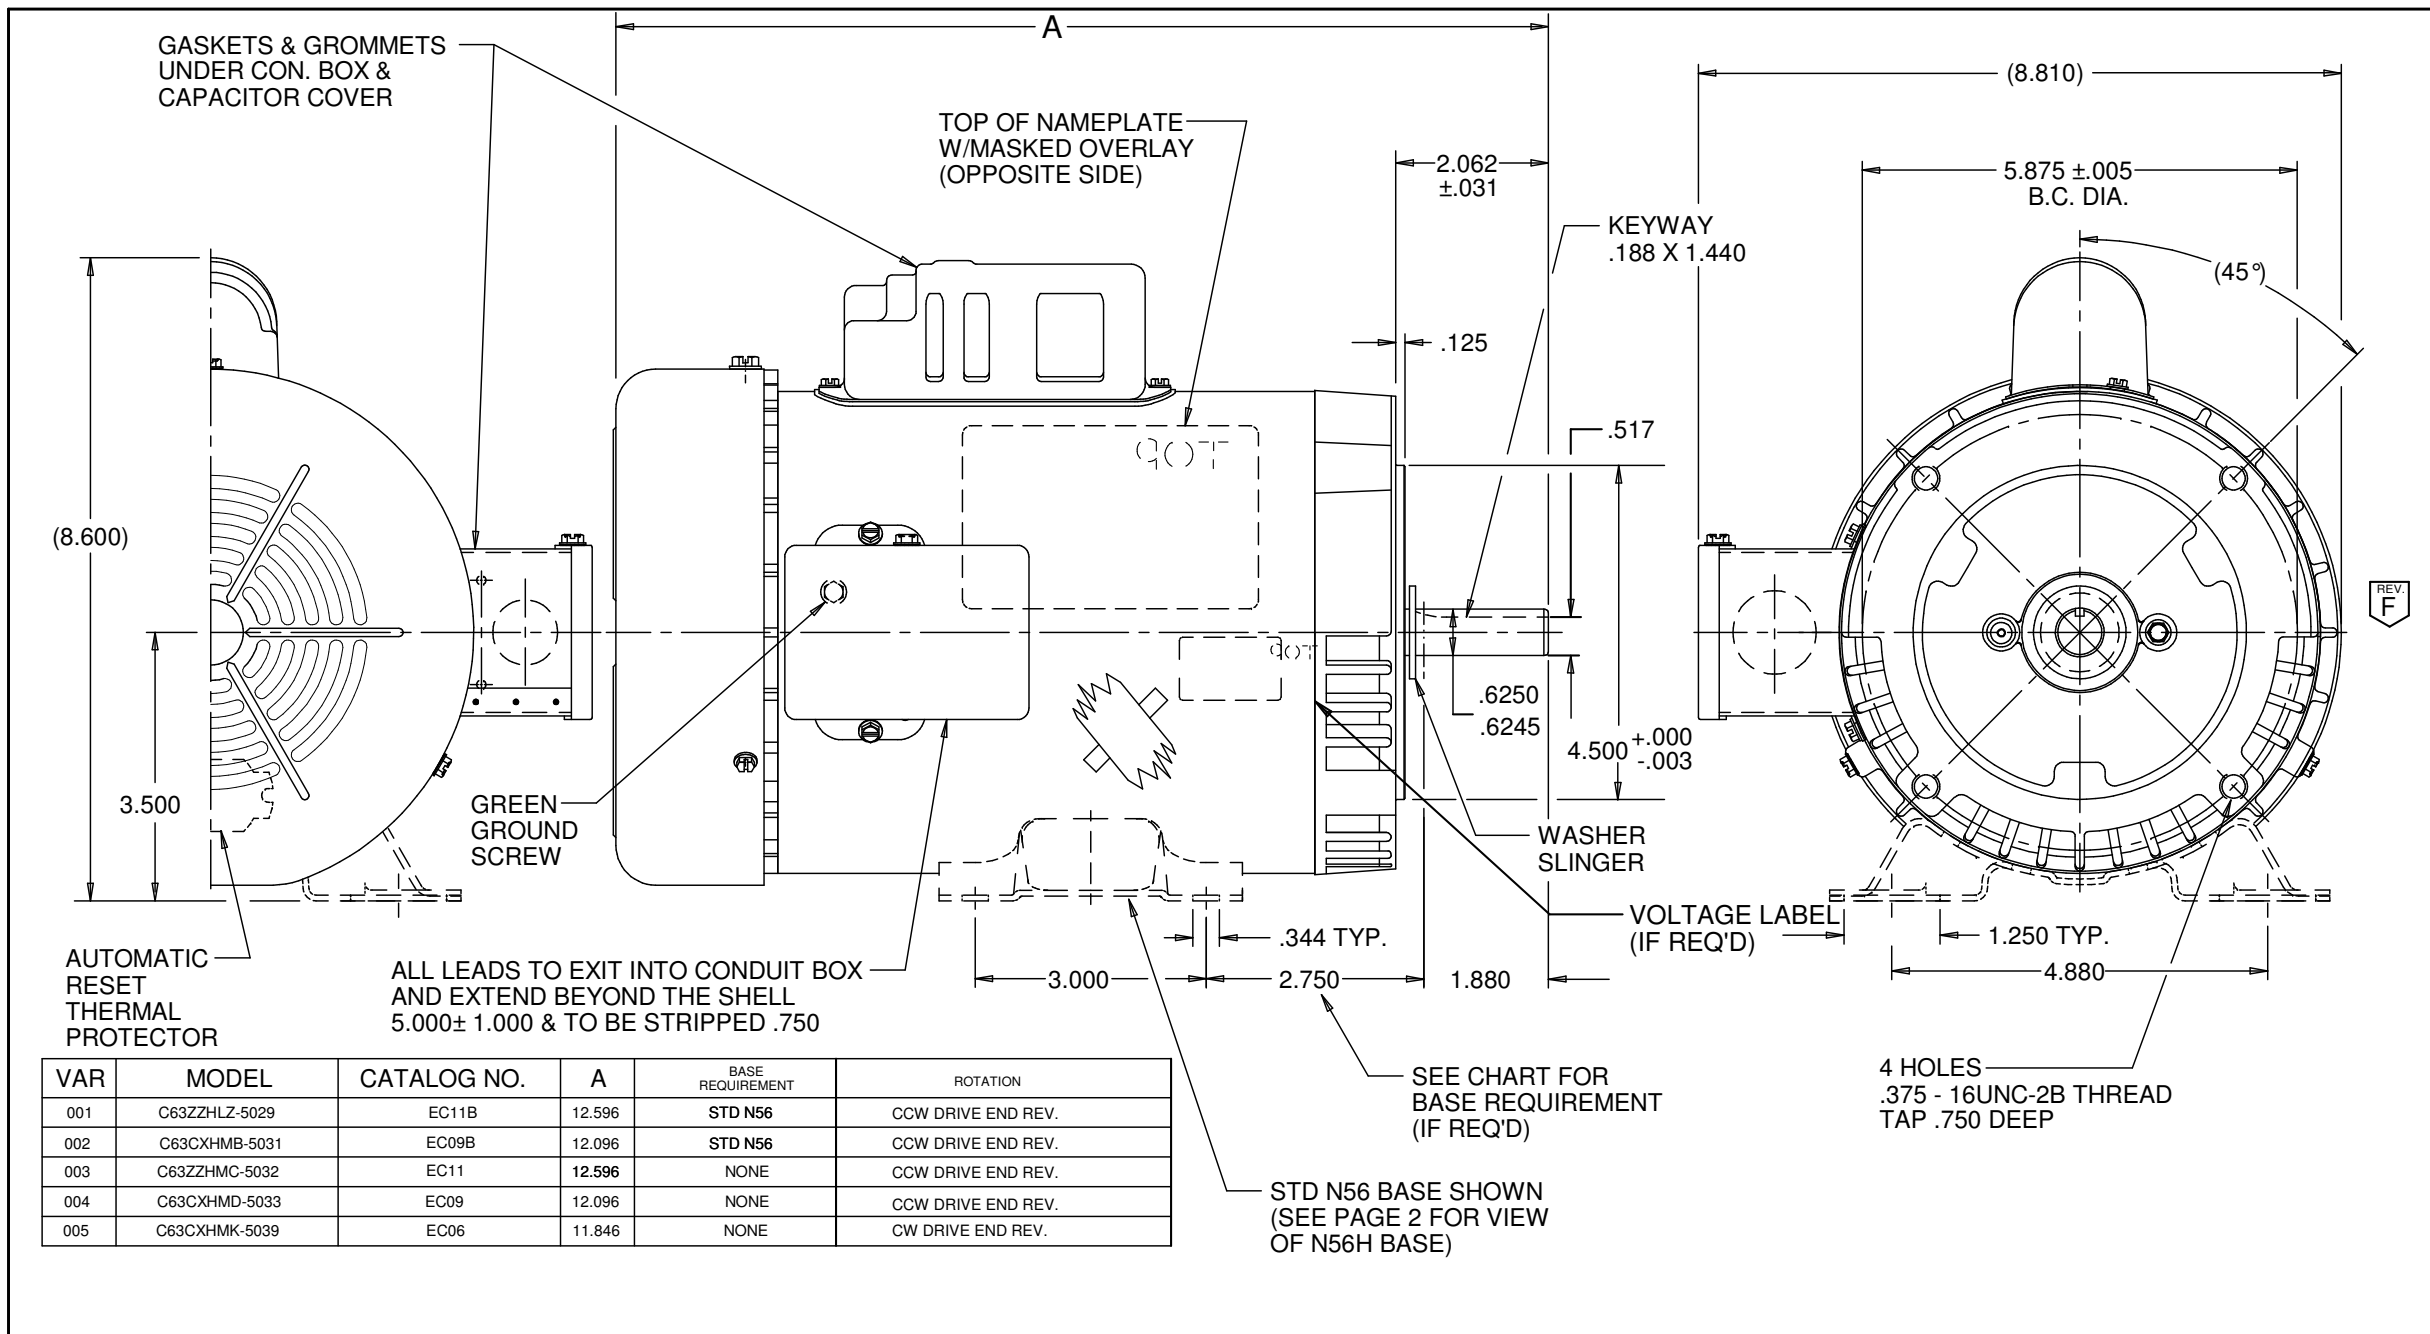 A
GASKETS & GROMMETS
UNDER CON. BOX &
CAPACITOR COVER
(8.810)
TOP OF NAMEPLATE
W/MASKED OVERLAY
(OPPOSITE SIDE)
2.062
±.031
5.875 ±.005
B.C. DIA.
KEYWAY
.188 X 1.440
(45°)
.125
.517
TOP
(8.600)
REV.
F
TOP
.6250
.6245
4.500 +.000
-.003
3.500
GREEN
GROUND
SCREW
WASHER
SLINGER
VOLTAGE LABEL
(IF REQ'D)
.344 TYP.
1.250 TYP.
AUTOMATIC
RESET
THERMAL
PROTECTOR
ALL LEADS TO EXIT INTO CONDUIT BOX
AND EXTEND BEYOND THE SHELL
5.000± 1.000 & TO BE STRIPPED .750
3.000
2.750
1.880
4.880
SEE CHART FOR
BASE REQUIREMENT
(IF REQ'D)
4 HOLES
.375 - 16UNC-2B THREAD
TAP .750 DEEP
STD N56 BASE SHOWN
(SEE PAGE 2 FOR VIEW
OF N56H BASE)
VAR MODEL CATALOG NO. A BASE REQUIREMENT ROTATION
001 C63ZZHLZ-5029 EC11B 12.596 STD N56 CCW DRIVE END REV.
002 C63CXHMB-5031 EC09B 12.096 STD N56 CCW DRIVE END REV.
003 C63ZZHMC-5032 EC11 12.596 NONE CCW DRIVE END REV.
004 C63CXHMD-5033 EC09 12.096 NONE CCW DRIVE END REV.
005 C63CXHMK-5039 EC06 11.846 NONE CW DRIVE END REV.